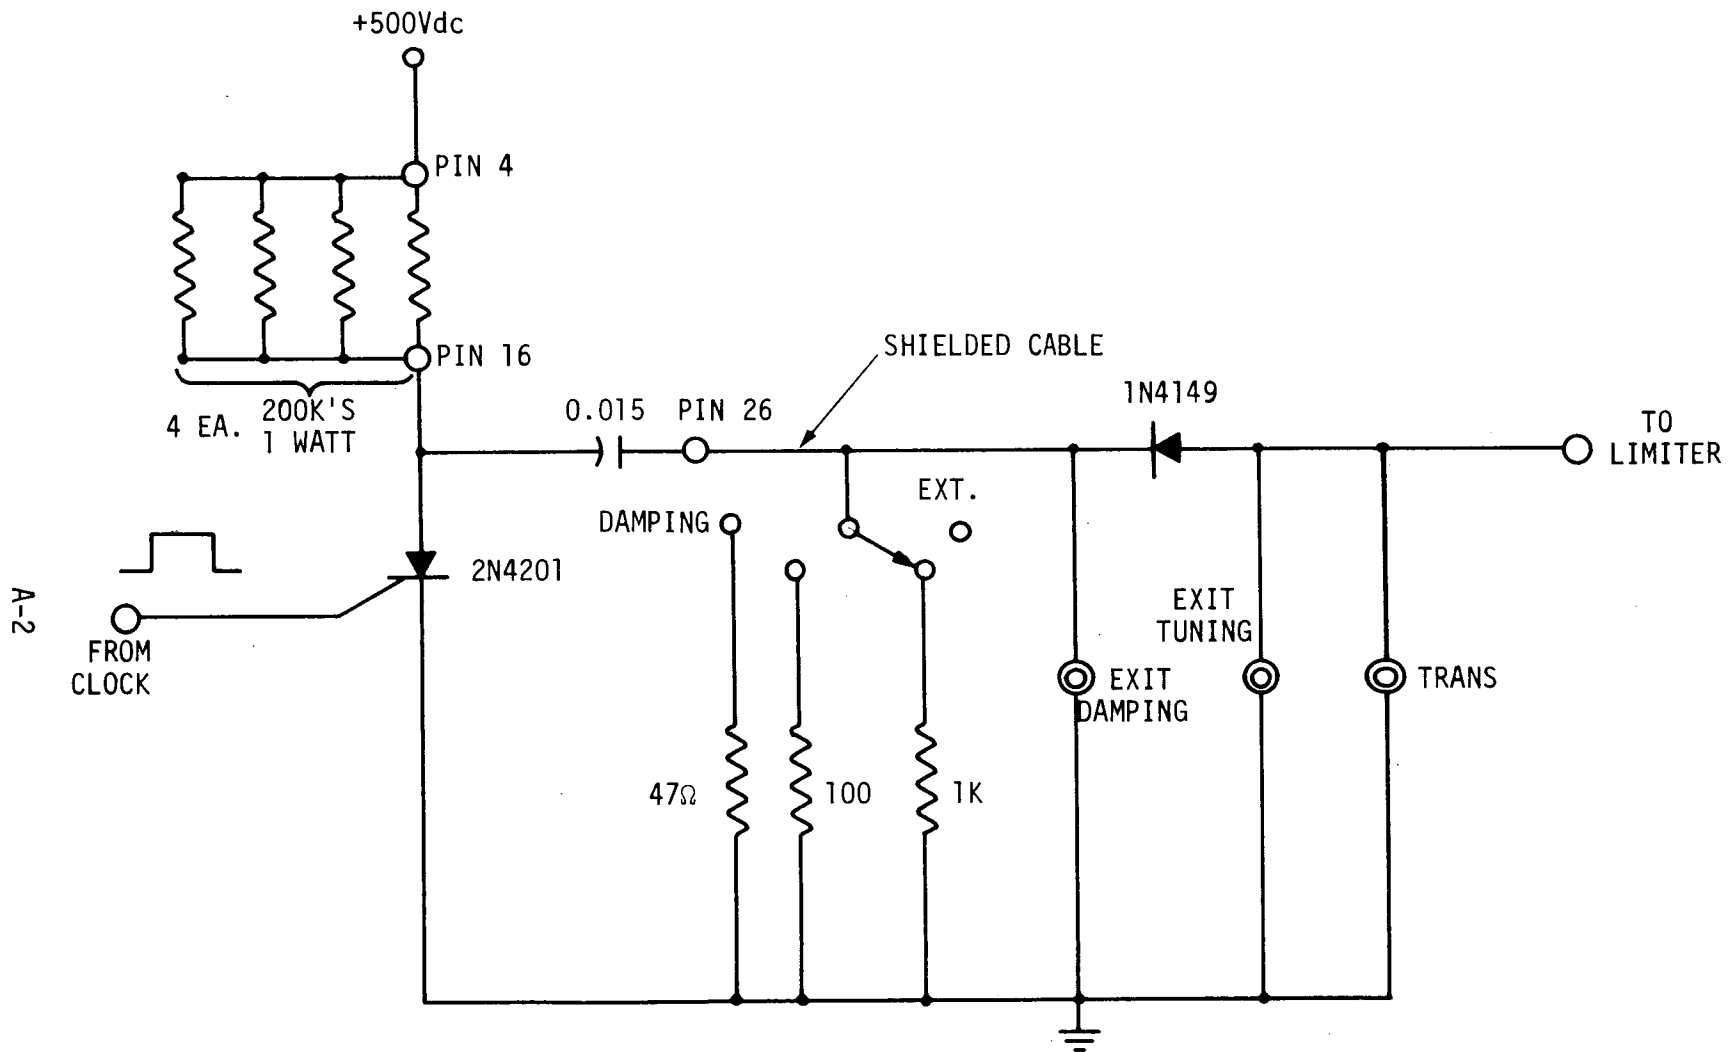 +500Vdc
PIN 4
PIN 16
4 EA.
200K'S
1 WATT
0.015
PIN 26
SHIELDED CABLE
1N4149
TO
LIMITER
DAMPING
EXT.
2N4201
FROM
CLOCK
EXIT
TUNING
EXIT
DAMPING
TRANS
47Ω
100
1K
A-2